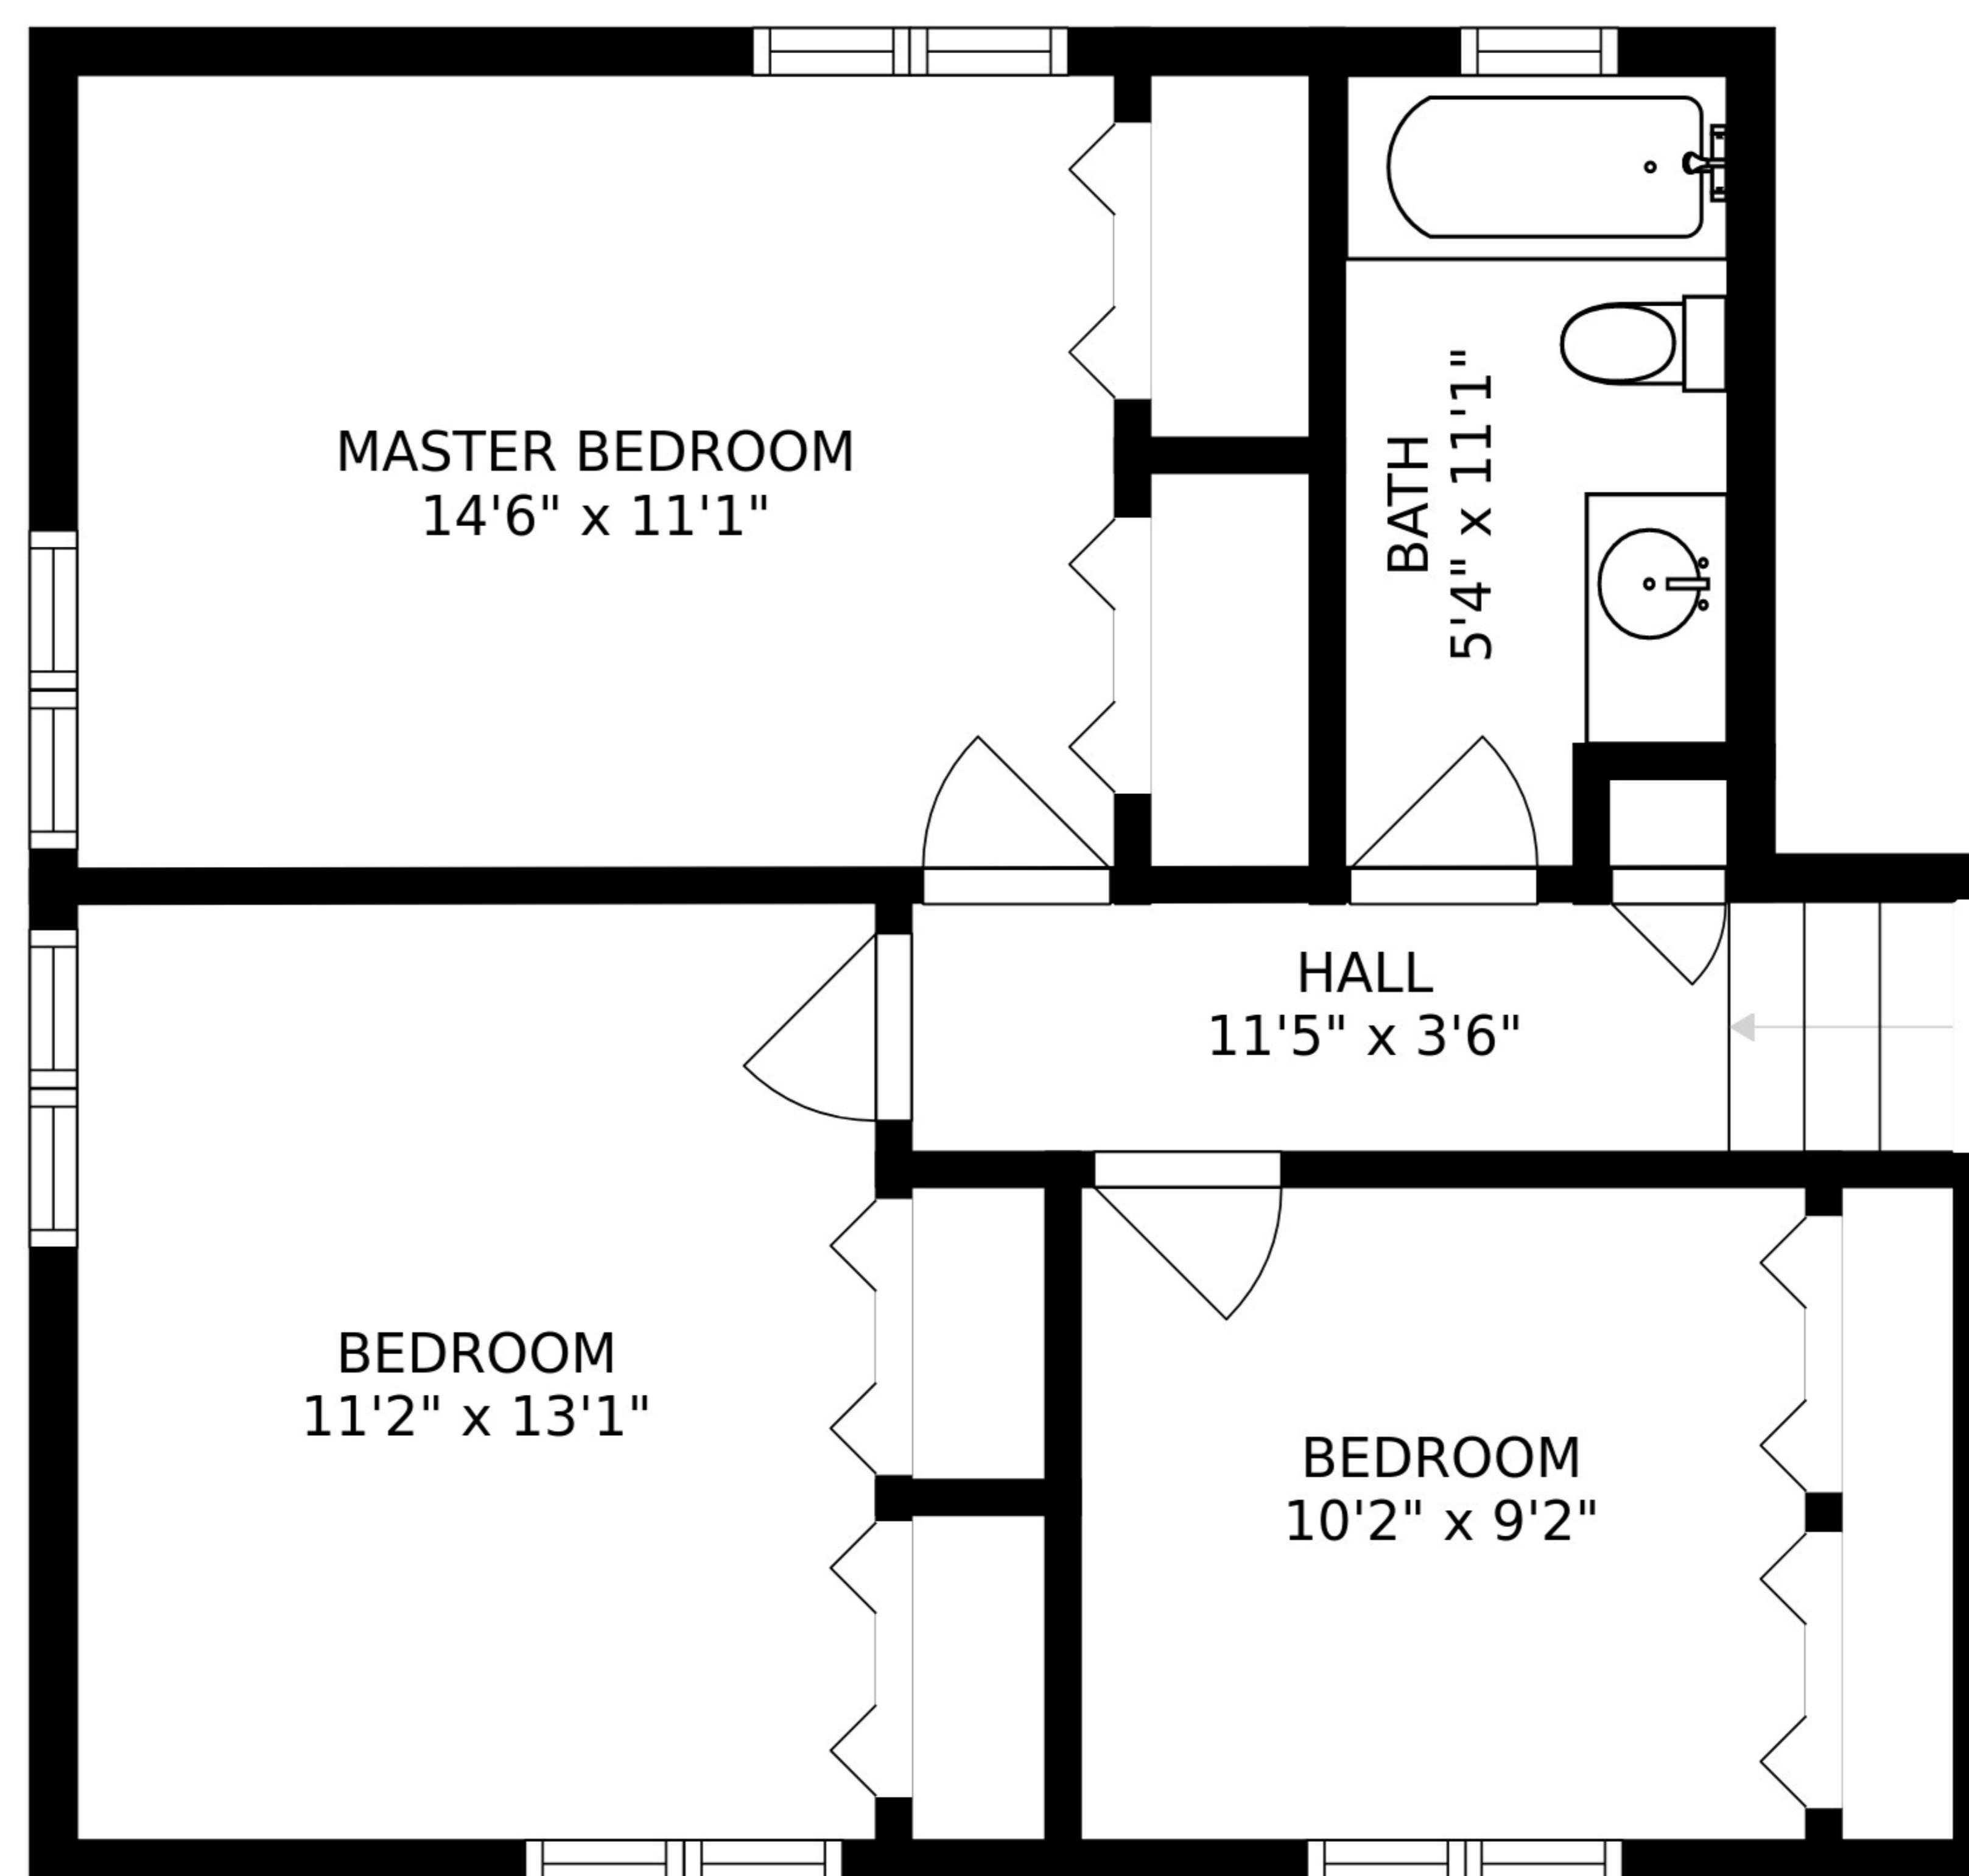 MASTER BEDROOM
14'6" x 11'1"
BATH
5'4" x 11'1"
HALL
11'5" x 3'6"
BEDROOM
11'2" x 13'1"
BEDROOM
10'2" x 9'2"